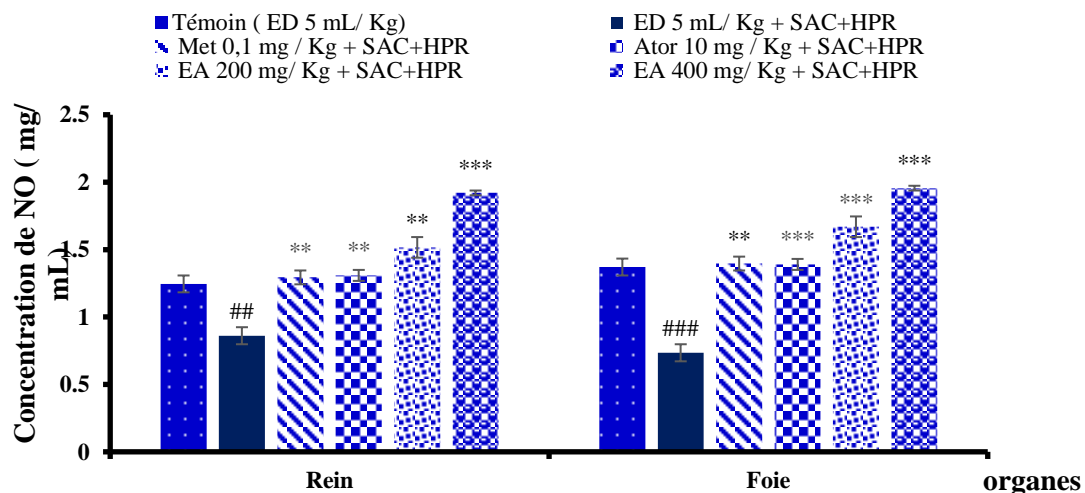 Témoin ( ED 5 mL/ Kg)
ED 5 mL/ Kg + SAC+HPR
Met 0,1 mg / Kg + SAC+HPR
Ator 10 mg / Kg + SAC+HPR
EA 200 mg/ Kg + SAC+HPR
EA 400 mg/ Kg + SAC+HPR
Concentration de NO ( mg/
mL)
2.5
2
1.5
1
0.5
0
##
**
**
**
***
###
**
***
***
***
Rein
Foie
organes